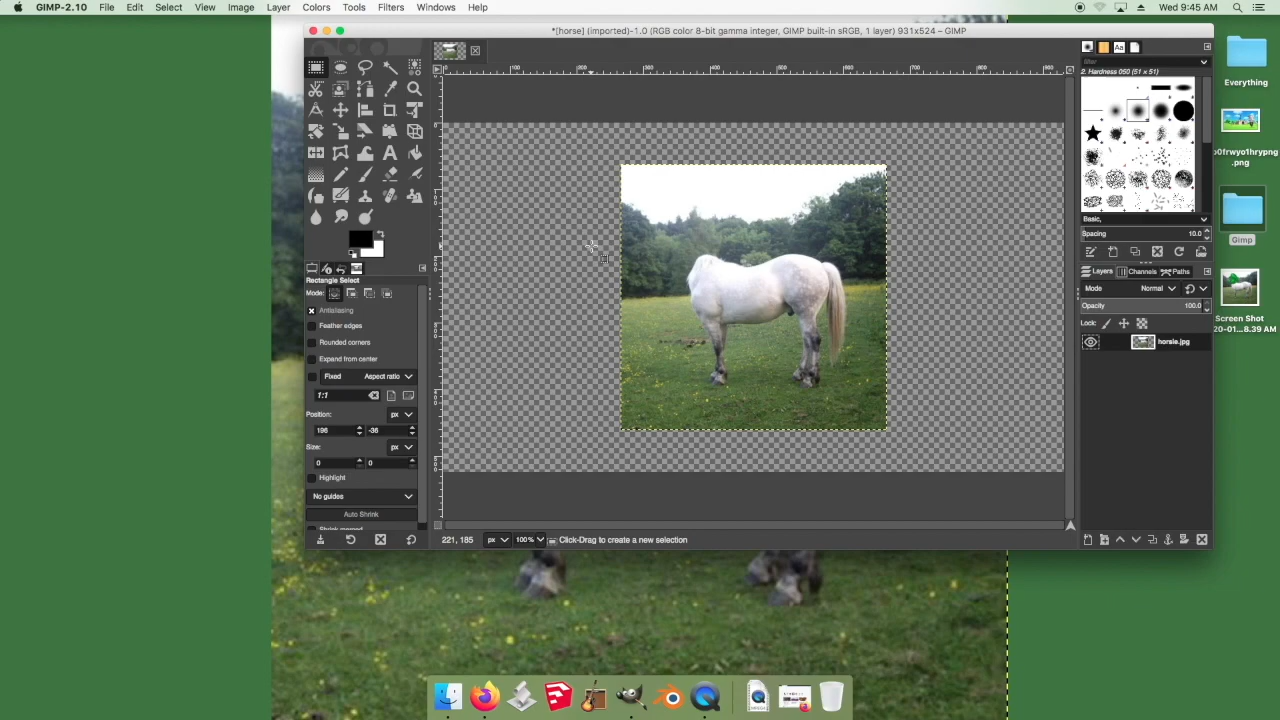 GIMP-2.10 File Edit Select View Image Layer Colors Tools Filters Windows Help
Wed 9:45 AM
*[horse] (imported)-1.0 (RGB color 8-bit gamma integer, GIMP built-in sRGB, 1 layer) 931x524 – GIMP
filter
2. Hardness 050 (51 x 51)
Basic,
Spacing 10.0
Layers Channels Paths
Mode Normal
Opacity 100.0
Lock:
horsie.jpg
Rectangle Select
Mode:
Antialiasing
Feather edges
Rounded corners
Expand from center
Fixed Aspect ratio
1:1
Position: px
196 -36
Size: px
0 0
Highlight
No guides
Auto Shrink
221, 185 px 100% Click-Drag to create a new selection
Everything
p0frwyo1hrypng
.png
Gimp
Screen Shot
20-01...8.39 AM